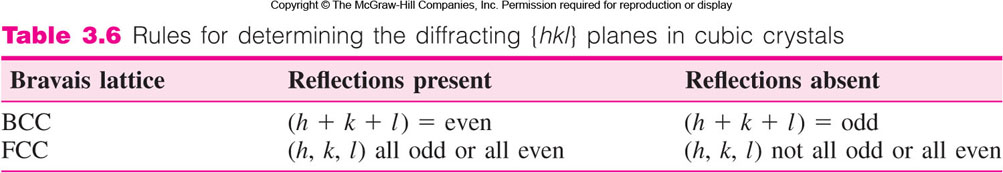 Copyright © The McGraw-Hill Companies, Inc. Permission required for reproduction or display
Table 3.6 Rules for determining the diffracting {hkl} planes in cubic crystals
Bravais lattice Reflections present Reflections absent
BCC (h + k + l) = even (h + k + l) = odd
FCC (h, k, l) all odd or all even (h, k, l) not all odd or all even